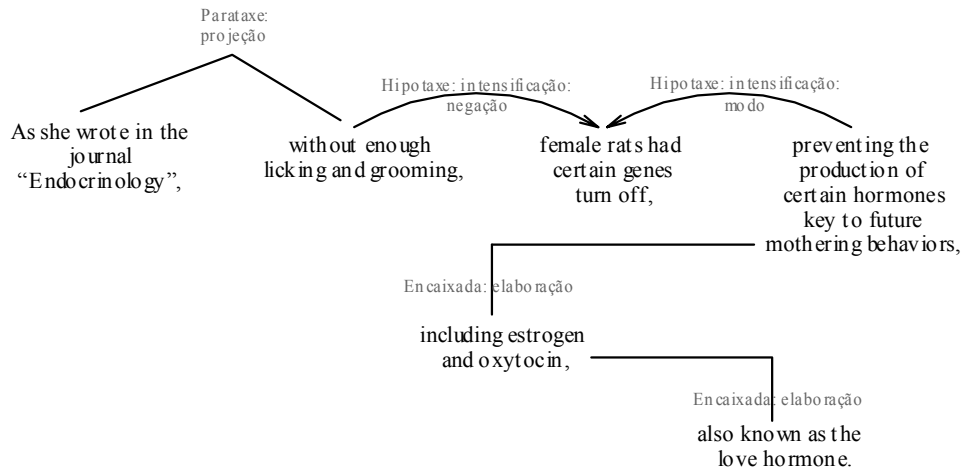 Parataxe:
projeção
Hipotaxe: intensificação:
negação
Hipotaxe: intensificação:
modo
As she wrote in the
journal
“Endocrinology”,
without enough
licking and grooming,
female rats had
certain genes
turn off,
preventing the
production of
certain hormones
key to future
mothering behaviors,
Encaixada: elaboração
including estrogen
and oxytocin,
Encaixada: elaboração
also known as the
love hormone.